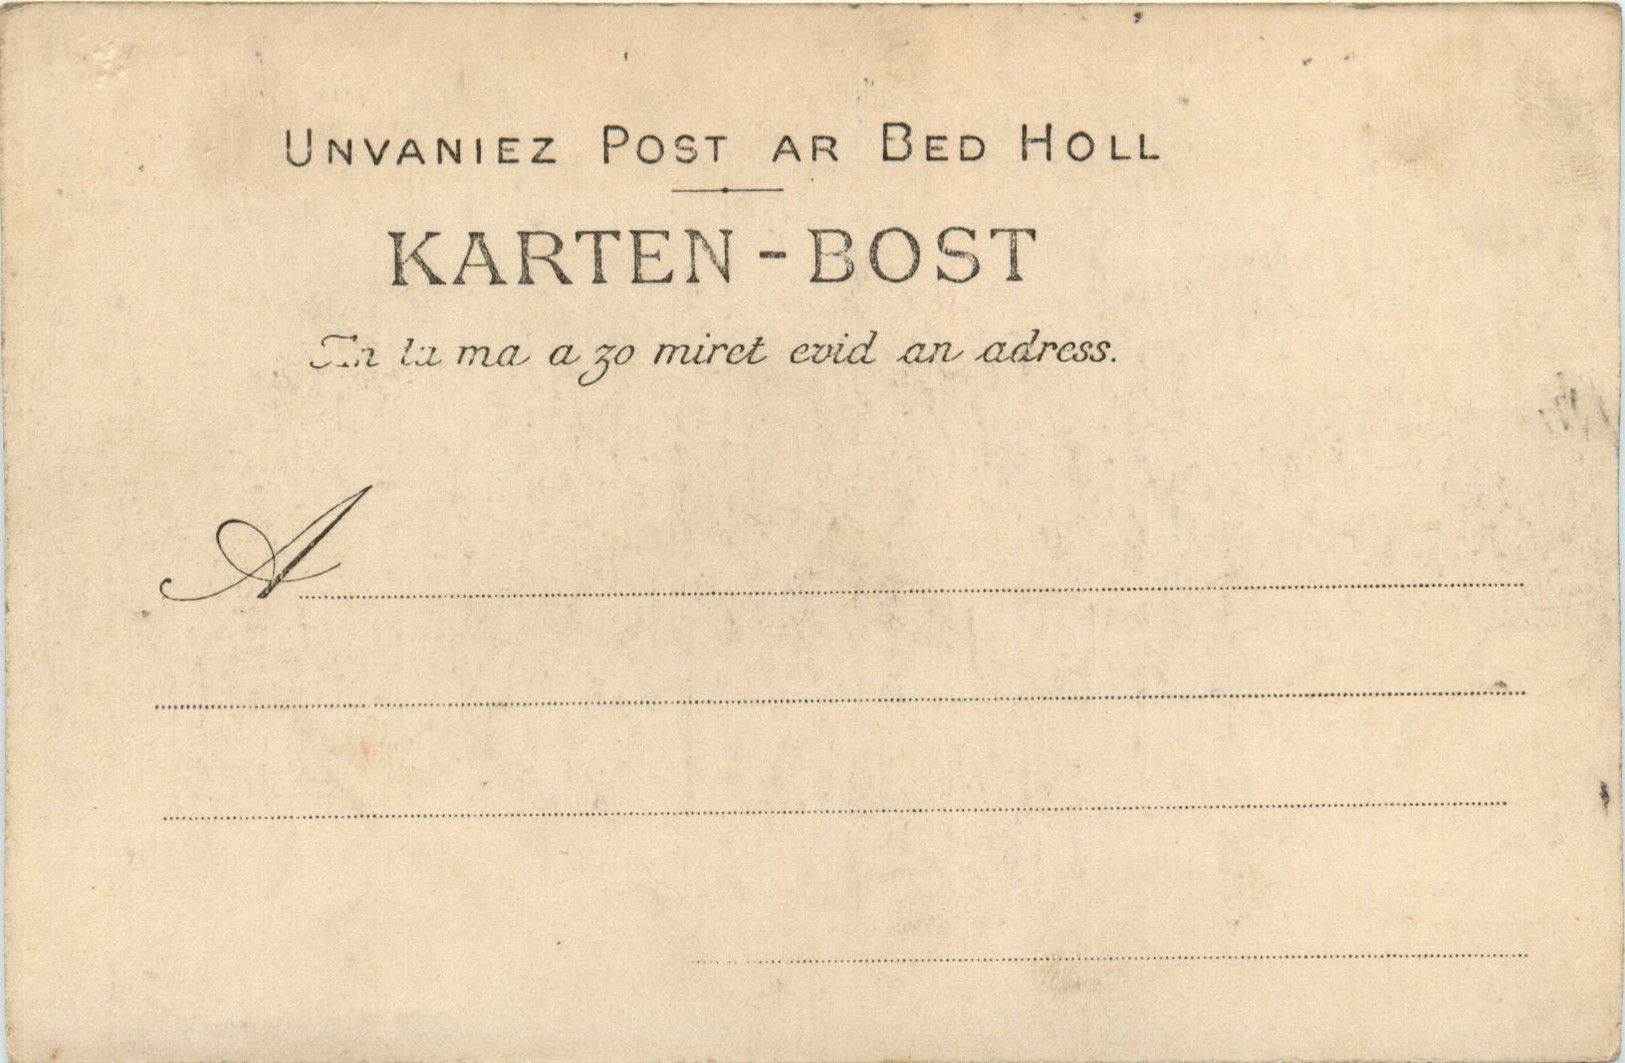 UNVANIEZ POST AR BED HOLL
KARTEN-BOST
ma a zo miret evid an adress.
A